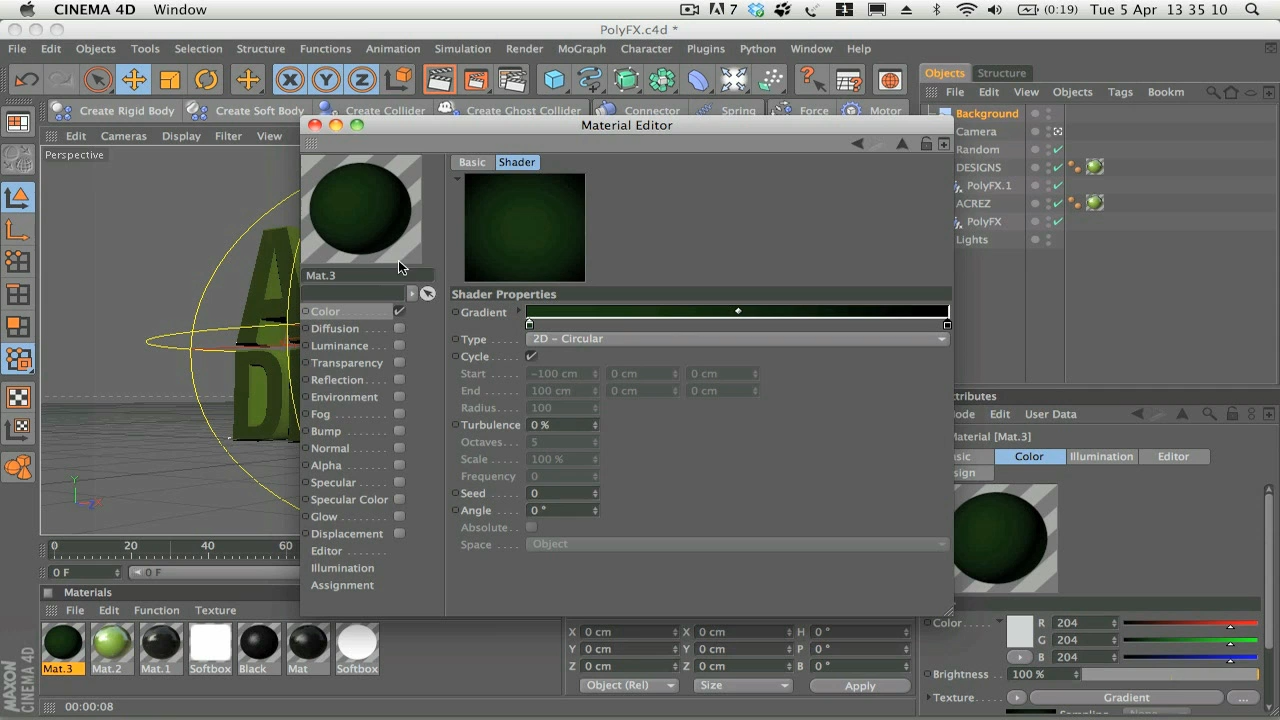 CINEMA 4D Window 7 1 (0:19) Tue 5 Apr 13 35 10
PolyFX.c4d *
File Edit Objects Tools Selection Structure Functions Animation Simulation Render MoGraph Character Plugins Python Window Help
X Y Z
Objects Structure
File Edit View Objects Tags Bookm
Create Rigid Body Create Soft Body Create Collider Create Ghost Collider Connector Spring Force Motor
Edit Cameras Display Filter View
Perspective
Background
Camera
Random
DESIGNS
PolyFX.1
ACREZ
PolyFX
Lights
Material Editor
Basic Shader
Mat.3
Color
Diffusion
Luminance
Transparency
Reflection
Environment
Fog
Bump
Normal
Alpha
Specular
Specular Color
Glow
Displacement
Editor
Illumination
Assignment
Shader Properties
Gradient
Type 2D - Circular
Cycle
Start -100 cm 0 cm 0 cm
End 100 cm 0 cm 0 cm
Radius 100
Turbulence 0 %
Octaves 5
Scale 100 %
Frequency 0
Seed 0
Angle 0 °
Absolute
Space Object
A
D
Y
Z
0 20 40 60
0 F 0 F
ttributes
ode Edit User Data
Material [Mat.3]
sic Color Illumination Editor
sign
Color R 204
G 204
B 204
Brightness 100 %
Texture Gradient ...
Sampling
Materials
File Edit Function Texture
Mat.3 Mat.2 Mat.1 Softbox Black Mat Softbox
X 0 cm X 0 cm H 0 °
Y 0 cm Y 0 cm P 0 °
Z 0 cm Z 0 cm B 0 °
Object (Rel) Size Apply
00:00:08
MAXON
CINEMA 4D